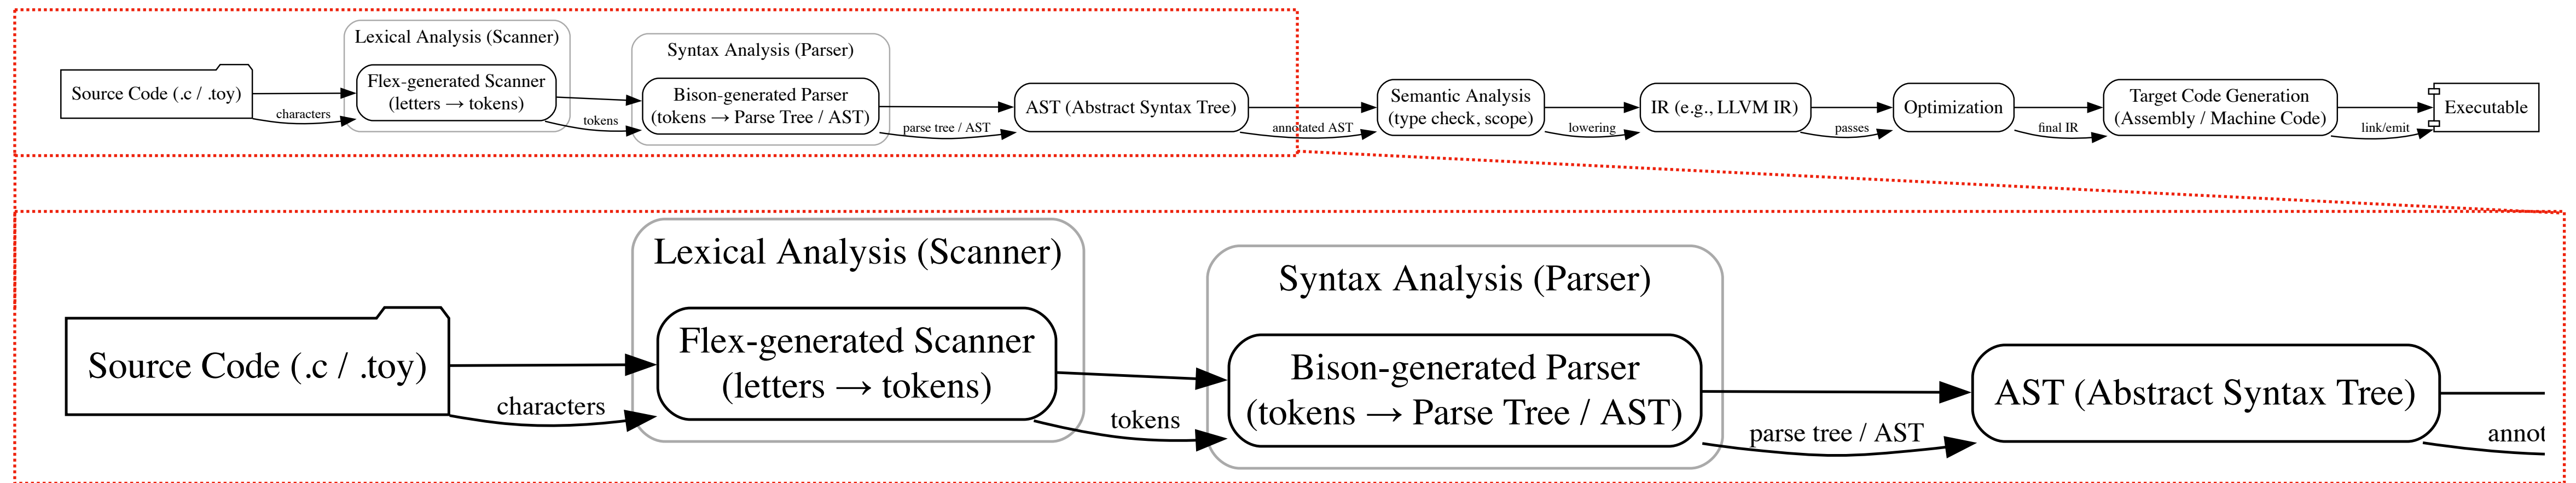 Lexical Analysis (Scanner)
Syntax Analysis (Parser)
Source Code (.c / .toy)
characters
Flex-generated Scanner
(letters → tokens)
tokens
Bison-generated Parser
(tokens → Parse Tree / AST)
parse tree / AST
AST (Abstract Syntax Tree)
annotated AST
Semantic Analysis
(type check, scope)
lowering
IR (e.g., LLVM IR)
passes
Optimization
final IR
Target Code Generation
(Assembly / Machine Code)
link/emit
Executable
Lexical Analysis (Scanner)
Syntax Analysis (Parser)
Source Code (.c / .toy)
characters
Flex-generated Scanner
(letters → tokens)
tokens
Bison-generated Parser
(tokens → Parse Tree / AST)
parse tree / AST
AST (Abstract Syntax Tree)
annot